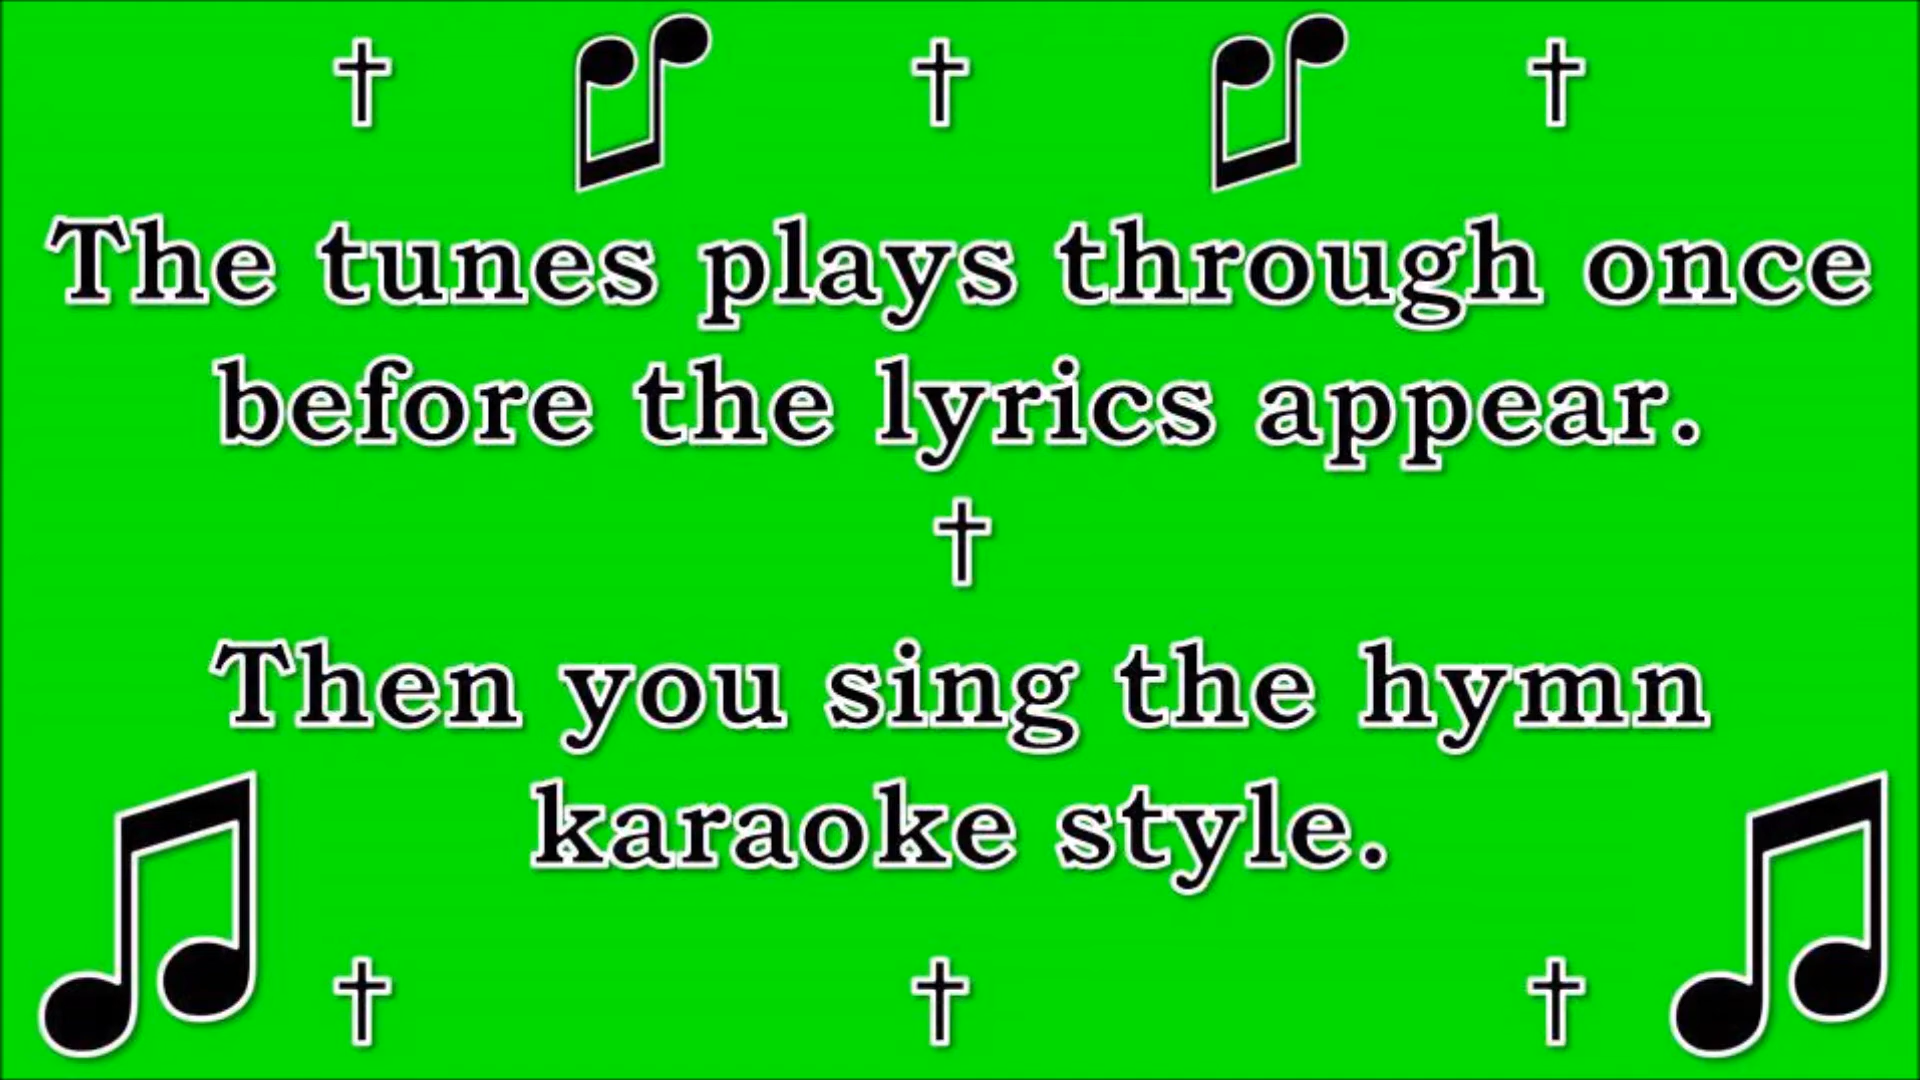 The tunes plays through once
before the lyrics appear.
Then you sing the hymn
karaoke style.